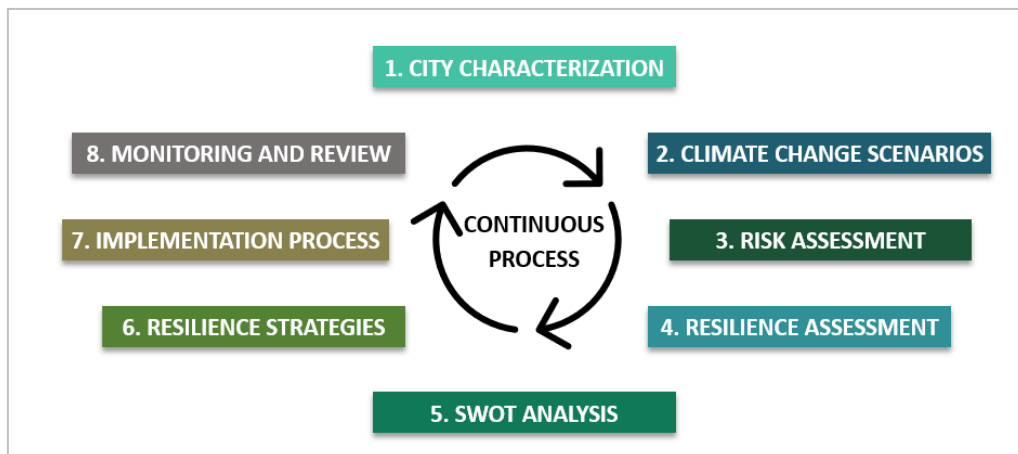 1. CITY CHARACTERIZATION
8. MONITORING AND REVIEW
2. CLIMATE CHANGE SCENARIOS
CONTINUOUS
PROCESS
7. IMPLEMENTATION PROCESS
3. RISK ASSESSMENT
6. RESILIENCE STRATEGIES
4. RESILIENCE ASSESSMENT
5. SWOT ANALYSIS